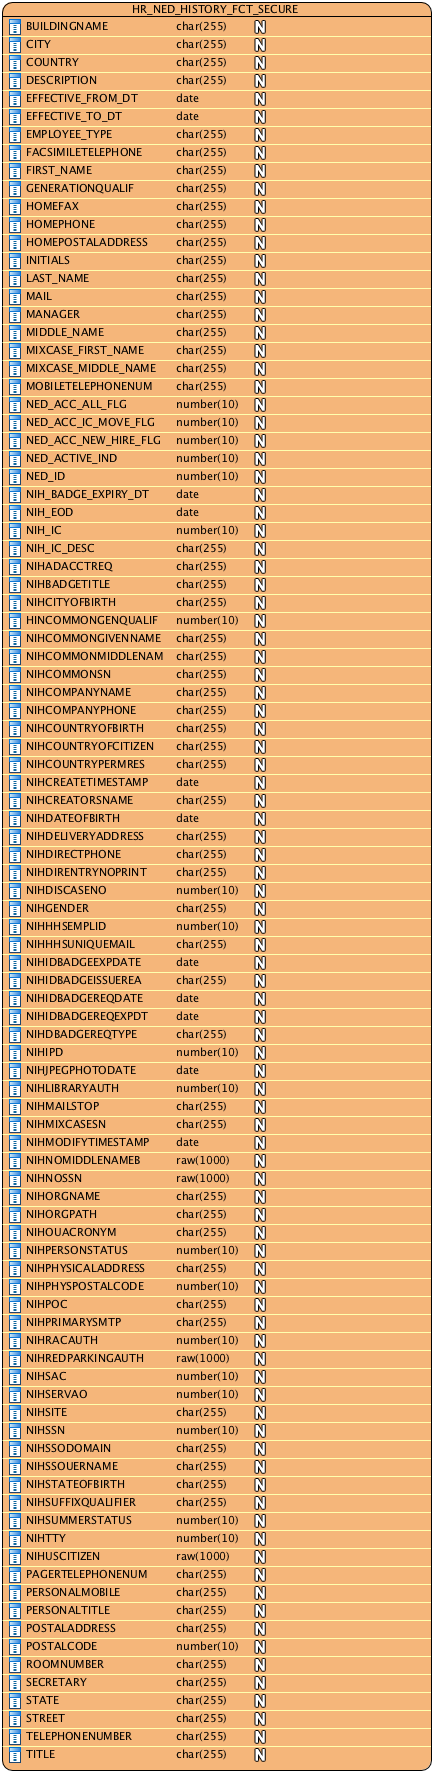 HR_NED_HISTORY_FCT_SECURE
BUILDINGNAME char(255) N
CITY char(255) N
COUNTRY char(255) N
DESCRIPTION char(255) N
EFFECTIVE_FROM_DT date N
EFFECTIVE_TO_DT date N
EMPLOYEE_TYPE char(255) N
FACSIMILETELEPHONE char(255) N
FIRST_NAME char(255) N
GENERATIONQUALIF char(255) N
HOMEFAX char(255) N
HOMEPHONE char(255) N
HOMEPOSTALADDRESS char(255) N
INITIALS char(255) N
LAST_NAME char(255) N
MAIL char(255) N
MANAGER char(255) N
MIDDLE_NAME char(255) N
MIXCASE_FIRST_NAME char(255) N
MIXCASE_MIDDLE_NAME char(255) N
MOBILETELEPHONENUM char(255) N
NED_ACC_ALL_FLG number(10) N
NED_ACC_IC_MOVE_FLG number(10) N
NED_ACC_NEW_HIRE_FLG number(10) N
NED_ACTIVE_IND number(10) N
NED_ID number(10) N
NIH_BADGE_EXPIRY_DT date N
NIH_EOD date N
NIH_IC number(10) N
NIH_IC_DESC char(255) N
NIHADACCTREQ char(255) N
NIHBADGETITLE char(255) N
NIHCITYOFBIRTH char(255) N
HINCOMMONGENQUALIF number(10) N
NIHCOMMONGIVENNAME char(255) N
NIHCOMMONMIDDLENAM char(255) N
NIHCOMMONSN char(255) N
NIHCOMPANYNAME char(255) N
NIHCOMPANYPHONE char(255) N
NIHCOUNTRYOFBIRTH char(255) N
NIHCOUNTRYOFCITIZEN char(255) N
NIHCOUNTRYPERMRES char(255) N
NIHCREATETIMESTAMP date N
NIHCREATORSNAME char(255) N
NIHDATEOFBIRTH date N
NIHDELIVERYADDRESS char(255) N
NIHDIRECTPHONE char(255) N
NIHDIRENTRYNOPRINT char(255) N
NIHDISCASENO number(10) N
NIHGENDER char(255) N
NIHHHSEMPLID number(10) N
NIHHHSUNIQUEMAIL char(255) N
NIHIDBADGEEXPDATE date N
NIHIDBADGEISSUEREA char(255) N
NIHIDBADGEREQDATE date N
NIHIDBADGEREQEXPDT date N
NIHDBADGEREQTYPE char(255) N
NIHIPD number(10) N
NIHJPEGPHOTODATE date N
NIHLIBRARYAUTH number(10) N
NIHMAILSTOP char(255) N
NIHMIXCASESN char(255) N
NIHMODIFYTIMESTAMP date N
NIHNOMIDDLENAMEB raw(1000) N
NIHNOSSN raw(1000) N
NIHORGNAME char(255) N
NIHORGPATH char(255) N
NIHOUACRONYM char(255) N
NIHPERSONSTATUS number(10) N
NIHPHYSICALADDRESS char(255) N
NIHPHYSPOSTALCODE number(10) N
NIHPOC char(255) N
NIHPRIMARYSMTP char(255) N
NIHRACAUTH number(10) N
NIHREDPARKINGAUTH raw(1000) N
NIHSAC number(10) N
NIHSERVAO number(10) N
NIHSITE char(255) N
NIHSSN number(10) N
NIHSSODOMAIN char(255) N
NIHSSOUERNAME char(255) N
NIHSTATEOFBIRTH char(255) N
NIHSUFFIXQUALIFIER char(255) N
NIHSUMMERSTATUS number(10) N
NIHTTY number(10) N
NIHUSCITIZEN raw(1000) N
PAGERTELEPHONENUM char(255) N
PERSONALMOBILE char(255) N
PERSONALTITLE char(255) N
POSTALADDRESS char(255) N
POSTALCODE number(10) N
ROOMNUMBER char(255) N
SECRETARY char(255) N
STATE char(255) N
STREET char(255) N
TELEPHONENUMBER char(255) N
TITLE char(255) N